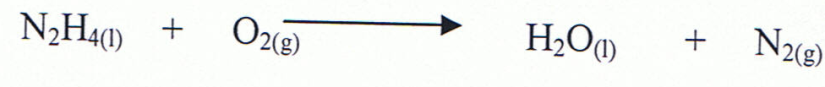 N₂H₄₍ₗ₎ + O₂₍g₎ ⟶ H₂O₍ₗ₎ + N₂₍g₎